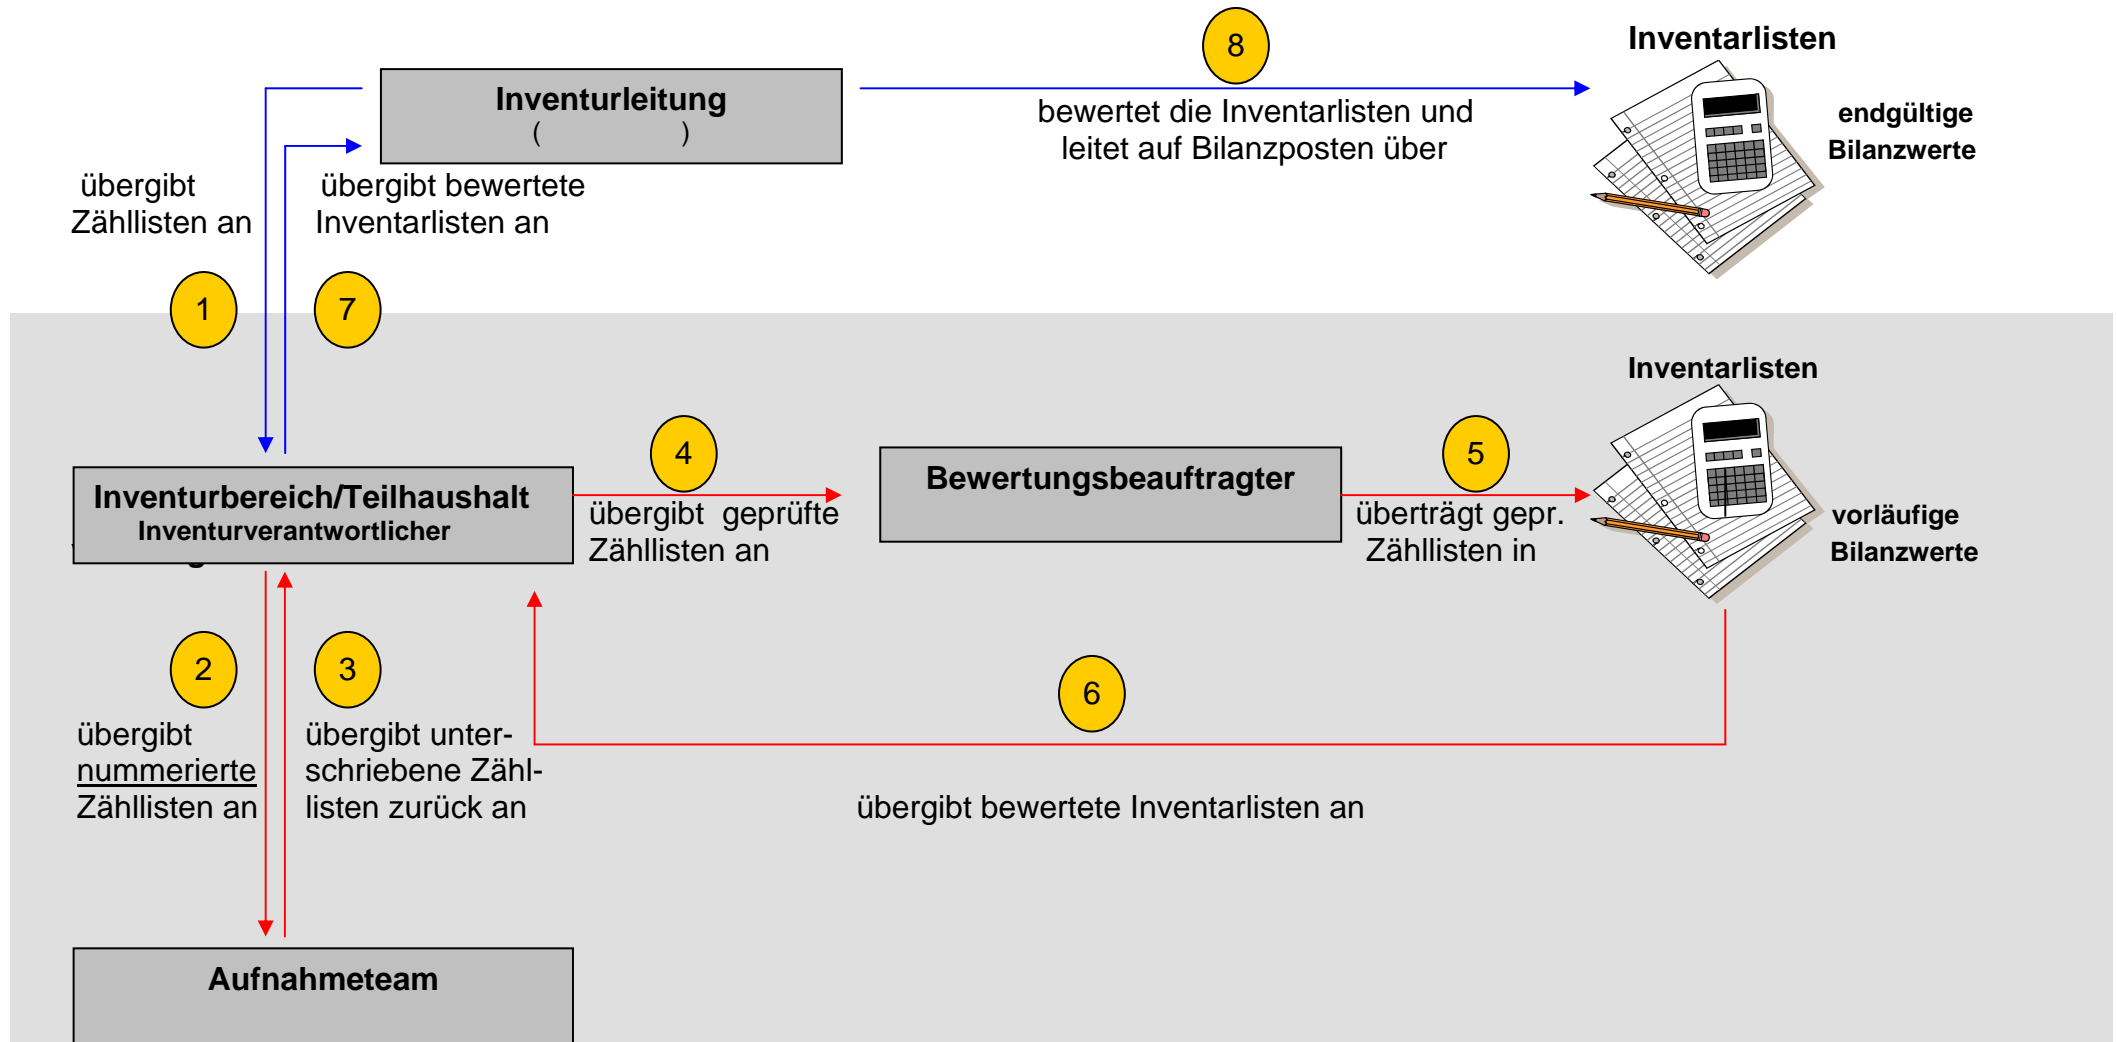 8
Inventarlisten
Inventurleitung
( )
bewertet die Inventarlisten und
leitet auf Bilanzposten über
endgültige
Bilanzwerte
übergibt
Zähllisten an
übergibt bewertete
Inventarlisten an
1
7
Inventarlisten
4
5
Inventurbereich/Teilhaushalt
Inventurverantwortlicher
übergibt geprüfte
Zähllisten an
Bewertungsbeauftragter
überträgt gepr.
Zähllisten in
vorläufige
Bilanzwerte
2
3
6
übergibt
nummerierte
Zähllisten an
übergibt unter-
schriebene Zähl-
listen zurück an
übergibt bewertete Inventarlisten an
Aufnahmeteam